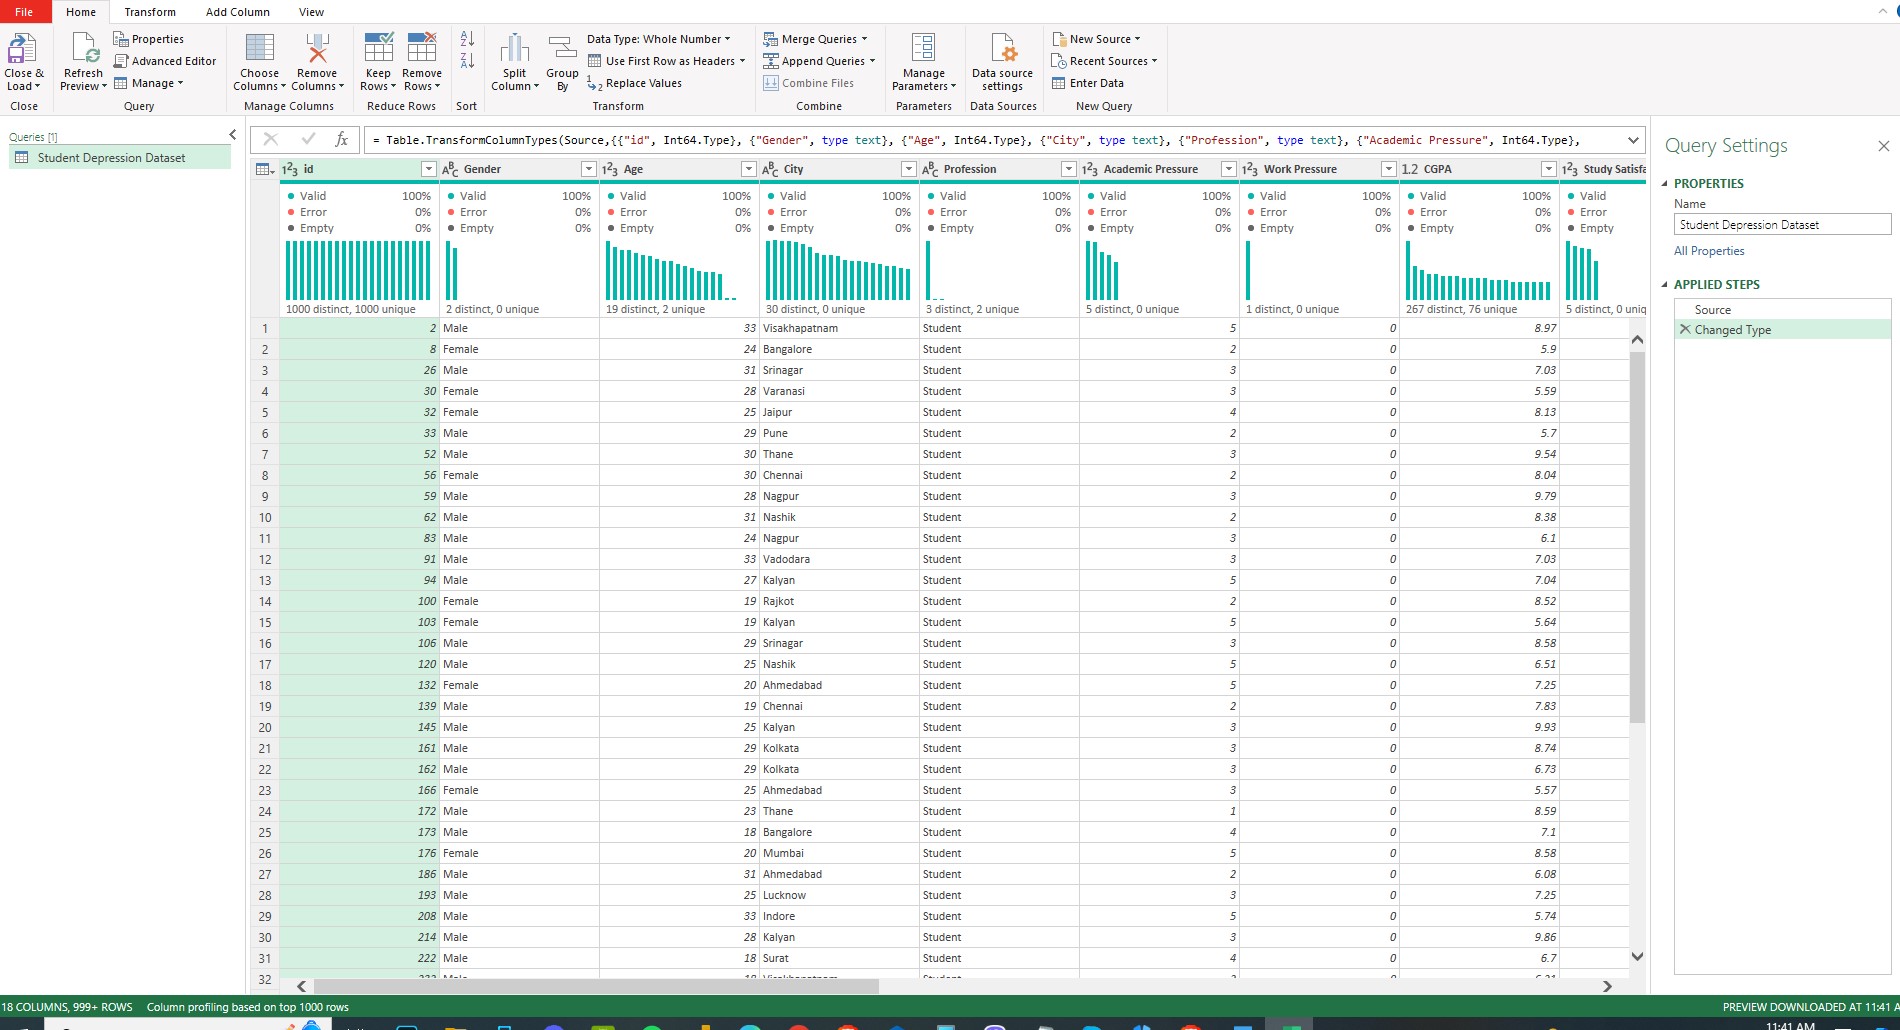 File Home Transform Add Column View
Close & Load
Refresh Preview
Properties
Advanced Editor
Manage
Choose Columns
Remove Columns
Keep Rows
Remove Rows
Split Column
Group By
Data Type: Whole Number
Use First Row as Headers
Replace Values
Merge Queries
Append Queries
Combine Files
Manage Parameters
Data source settings
New Source
Recent Sources
Enter Data
Close Query Manage Columns Reduce Rows Sort Transform Combine Parameters Data Sources New Query
Queries [1]
Student Depression Dataset
fx = Table.TransformColumnTypes(Source,{{"id", Int64.Type}, {"Gender", type text}, {"Age", Int64.Type}, {"City", type text}, {"Profession", type text}, {"Academic Pressure", Int64.Type},
1²3 id ABC Gender 1²3 Age ABC City ABC Profession 1²3 Academic Pressure 1²3 Work Pressure 1.2 CGPA 1²3 Study Satisfa
Valid 100% Valid 100% Valid 100% Valid 100% Valid 100% Valid 100% Valid 100% Valid 100% Valid
Error 0% Error 0% Error 0% Error 0% Error 0% Error 0% Error 0% Error 0% Error
Empty 0% Empty 0% Empty 0% Empty 0% Empty 0% Empty 0% Empty 0% Empty 0% Empty
1000 distinct, 1000 unique 2 distinct, 0 unique 19 distinct, 2 unique 30 distinct, 0 unique 3 distinct, 2 unique 5 distinct, 0 unique 1 distinct, 0 unique 267 distinct, 76 unique 5 distinct, 0 uniq
1 2 Male 33 Visakhapatnam Student 5 0 8.97
2 8 Female 24 Bangalore Student 2 0 5.9
3 26 Male 31 Srinagar Student 3 0 7.03
4 30 Female 28 Varanasi Student 3 0 5.59
5 32 Female 25 Jaipur Student 4 0 8.13
6 33 Male 29 Pune Student 2 0 5.7
7 52 Male 30 Thane Student 3 0 9.54
8 56 Female 30 Chennai Student 2 0 8.04
9 59 Male 28 Nagpur Student 3 0 9.79
10 62 Male 31 Nashik Student 2 0 8.38
11 83 Male 24 Nagpur Student 3 0 6.1
12 91 Male 33 Vadodara Student 3 0 7.03
13 94 Male 27 Kalyan Student 5 0 7.04
14 100 Female 19 Rajkot Student 2 0 8.52
15 103 Female 19 Kalyan Student 5 0 5.64
16 106 Male 29 Srinagar Student 3 0 8.58
17 120 Male 25 Nashik Student 5 0 6.51
18 132 Female 20 Ahmedabad Student 5 0 7.25
19 139 Male 19 Chennai Student 2 0 7.83
20 145 Male 25 Kalyan Student 3 0 9.93
21 161 Male 29 Kolkata Student 3 0 8.74
22 162 Male 29 Kolkata Student 3 0 6.73
23 166 Female 25 Ahmedabad Student 3 0 5.57
24 172 Male 23 Thane Student 1 0 8.59
25 173 Male 18 Bangalore Student 4 0 7.1
26 176 Female 20 Mumbai Student 5 0 8.58
27 186 Male 31 Ahmedabad Student 2 0 6.08
28 193 Male 25 Lucknow Student 3 0 7.25
29 208 Male 33 Indore Student 5 0 5.74
30 214 Male 28 Kalyan Student 3 0 9.86
31 222 Male 18 Surat Student 4 0 6.7
32
Query Settings
PROPERTIES
Name
Student Depression Dataset
All Properties
APPLIED STEPS
Source
Changed Type
18 COLUMNS, 999+ ROWS Column profiling based on top 1000 rows PREVIEW DOWNLOADED AT 11:41 A
11:41 AM